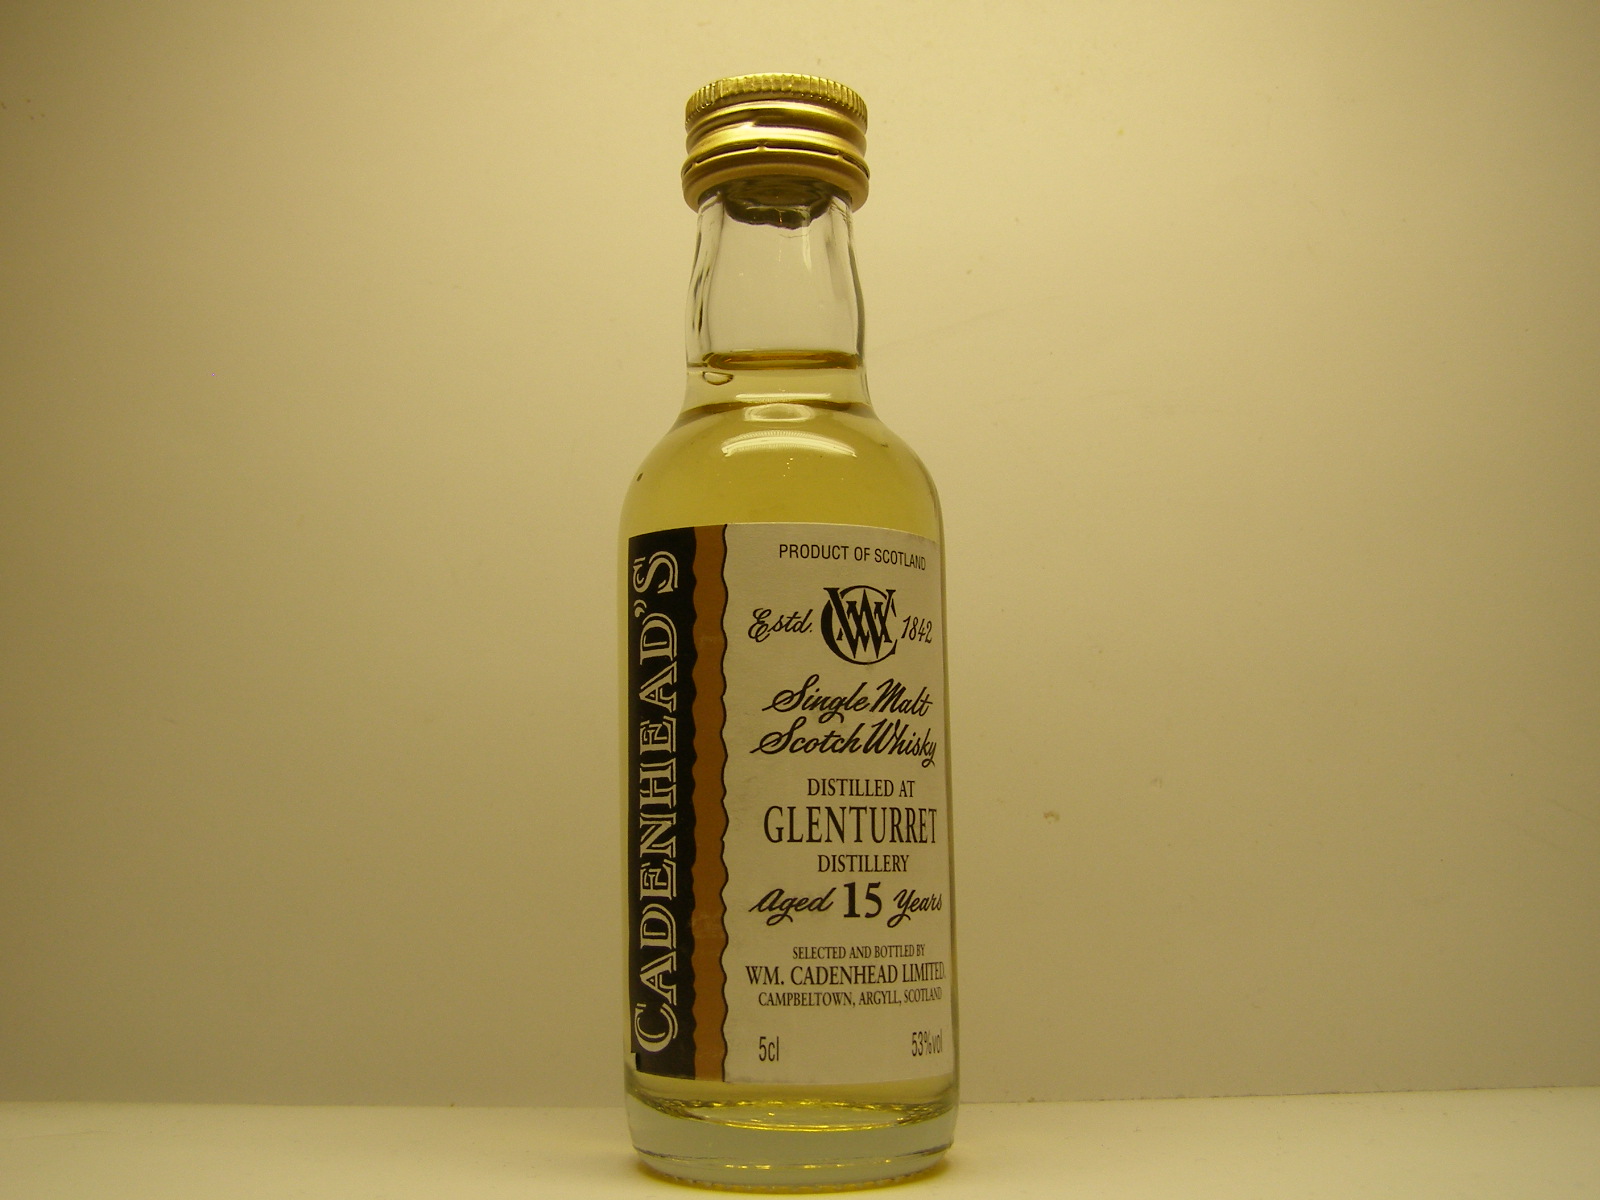 CADENHEAD'S
PRODUCT OF SCOTLAND
Estd. WMC 1842
Single Malt
Scotch Whisky
DISTILLED AT
GLENTURRET
DISTILLERY
Aged 15 Years
SELECTED AND BOTTLED BY
WM. CADENHEAD LIMITED,
CAMPBELTOWN, ARGYLL, SCOTLAND
5cl 53%vol